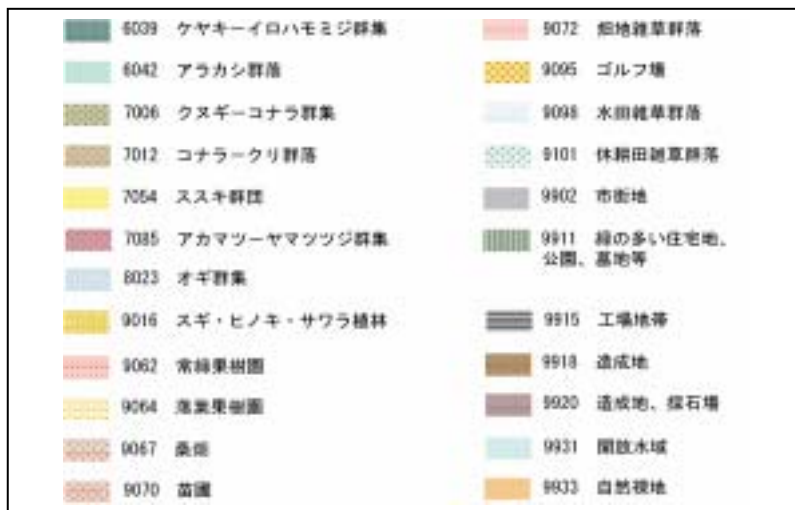 6039 ケヤキーイロハモミジ群集
6042 アラカシ群落
7006 クヌギーコナラ群集
7012 コナラークリ群落
7054 ススキ群団
7085 アカマツーヤマツツジ群集
8023 オギ群集
9016 スギ・ヒノキ・サワラ植林
9062 常緑果樹園
9064 落葉果樹園
9067 桑畑
9070 苗圃
9072 畑地雑草群落
9095 ゴルフ場
9098 水田雑草群落
9101 休耕田雑草群落
9902 市街地
9911 緑の多い住宅地、
公園、墓地等
9915 工場地帯
9918 造成地
9920 造成地、採石場
9931 開放水域
9933 自然裸地